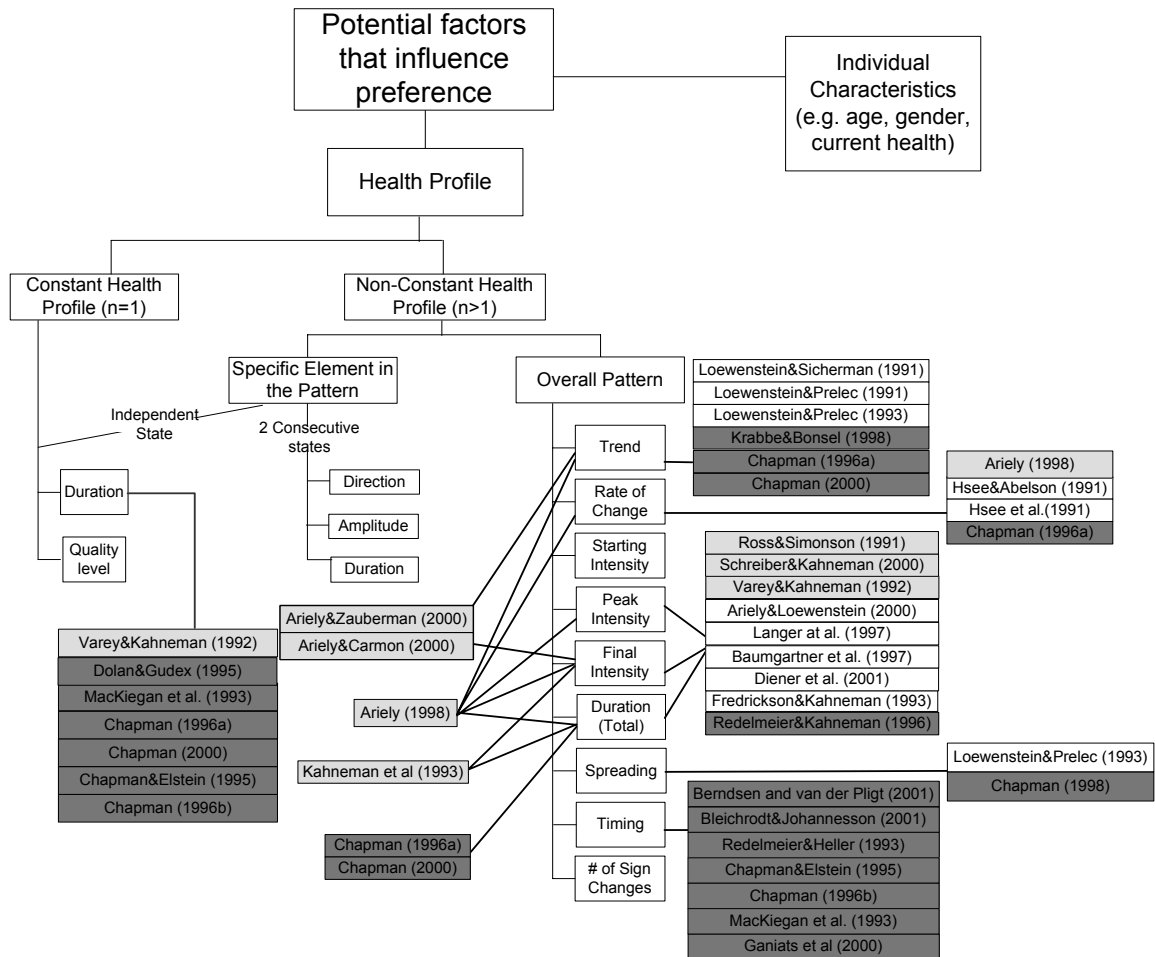 Potential factors
that influence
preference
Individual
Characteristics
(e.g. age, gender,
current health)
Health Profile
Constant Health
Profile (n=1)
Non-Constant Health
Profile (n>1)
Specific Element in
the Pattern
Overall Pattern
Independent
State
2 Consecutive
states
Duration
Quality
level
Direction
Amplitude
Duration
Trend
Rate of
Change
Starting
Intensity
Peak
Intensity
Final
Intensity
Duration
(Total)
Spreading
Timing
# of Sign
Changes
Loewenstein&Sicherman (1991)
Loewenstein&Prelec (1991)
Loewenstein&Prelec (1993)
Krabbe&Bonsel (1998)
Chapman (1996a)
Chapman (2000)
Ariely (1998)
Hsee&Abelson (1991)
Hsee et al.(1991)
Chapman (1996a)
Ross&Simonson (1991)
Schreiber&Kahneman (2000)
Varey&Kahneman (1992)
Ariely&Loewenstein (2000)
Langer at al. (1997)
Baumgartner et al. (1997)
Diener et al. (2001)
Fredrickson&Kahneman (1993)
Redelmeier&Kahneman (1996)
Varey&Kahneman (1992)
Dolan&Gudex (1995)
MacKiegan et al. (1993)
Chapman (1996a)
Chapman (2000)
Chapman&Elstein (1995)
Chapman (1996b)
Ariely&Zauberman (2000)
Ariely&Carmon (2000)
Ariely (1998)
Kahneman et al (1993)
Chapman (1996a)
Chapman (2000)
Loewenstein&Prelec (1993)
Chapman (1998)
Berndsen and van der Pligt (2001)
Bleichrodt&Johannesson (2001)
Redelmeier&Heller (1993)
Chapman&Elstein (1995)
Chapman (1996b)
MacKiegan et al. (1993)
Ganiats et al (2000)